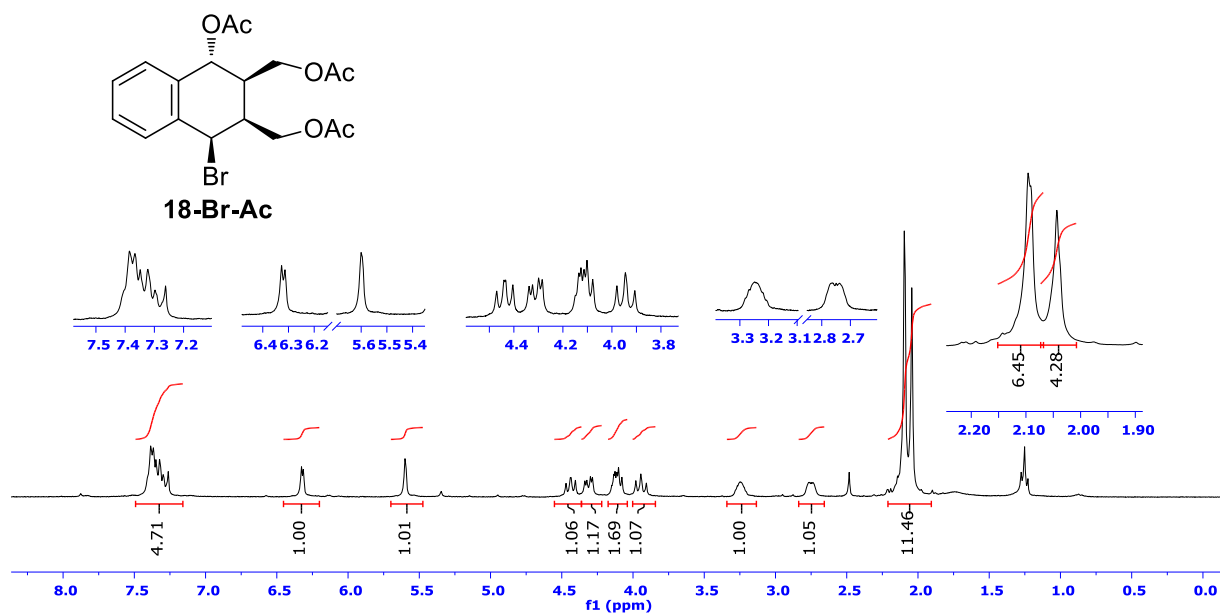 OAc
OAc
OAc
Br
18-Br-Ac
7.5 7.4 7.3 7.2
6.4 6.3 6.2 5.6 5.5 5.4
4.4 4.2 4.0 3.8
3.3 3.2 3.1 2.8 2.7
6.45 4.28
2.20 2.10 2.00 1.90
4.71 1.00 1.01 1.06 1.17 1.69 1.07 1.00 1.05 11.46
8.0 7.5 7.0 6.5 6.0 5.5 5.0 4.5 4.0 3.5 3.0 2.5 2.0 1.5 1.0 0.5 0.0
f1 (ppm)